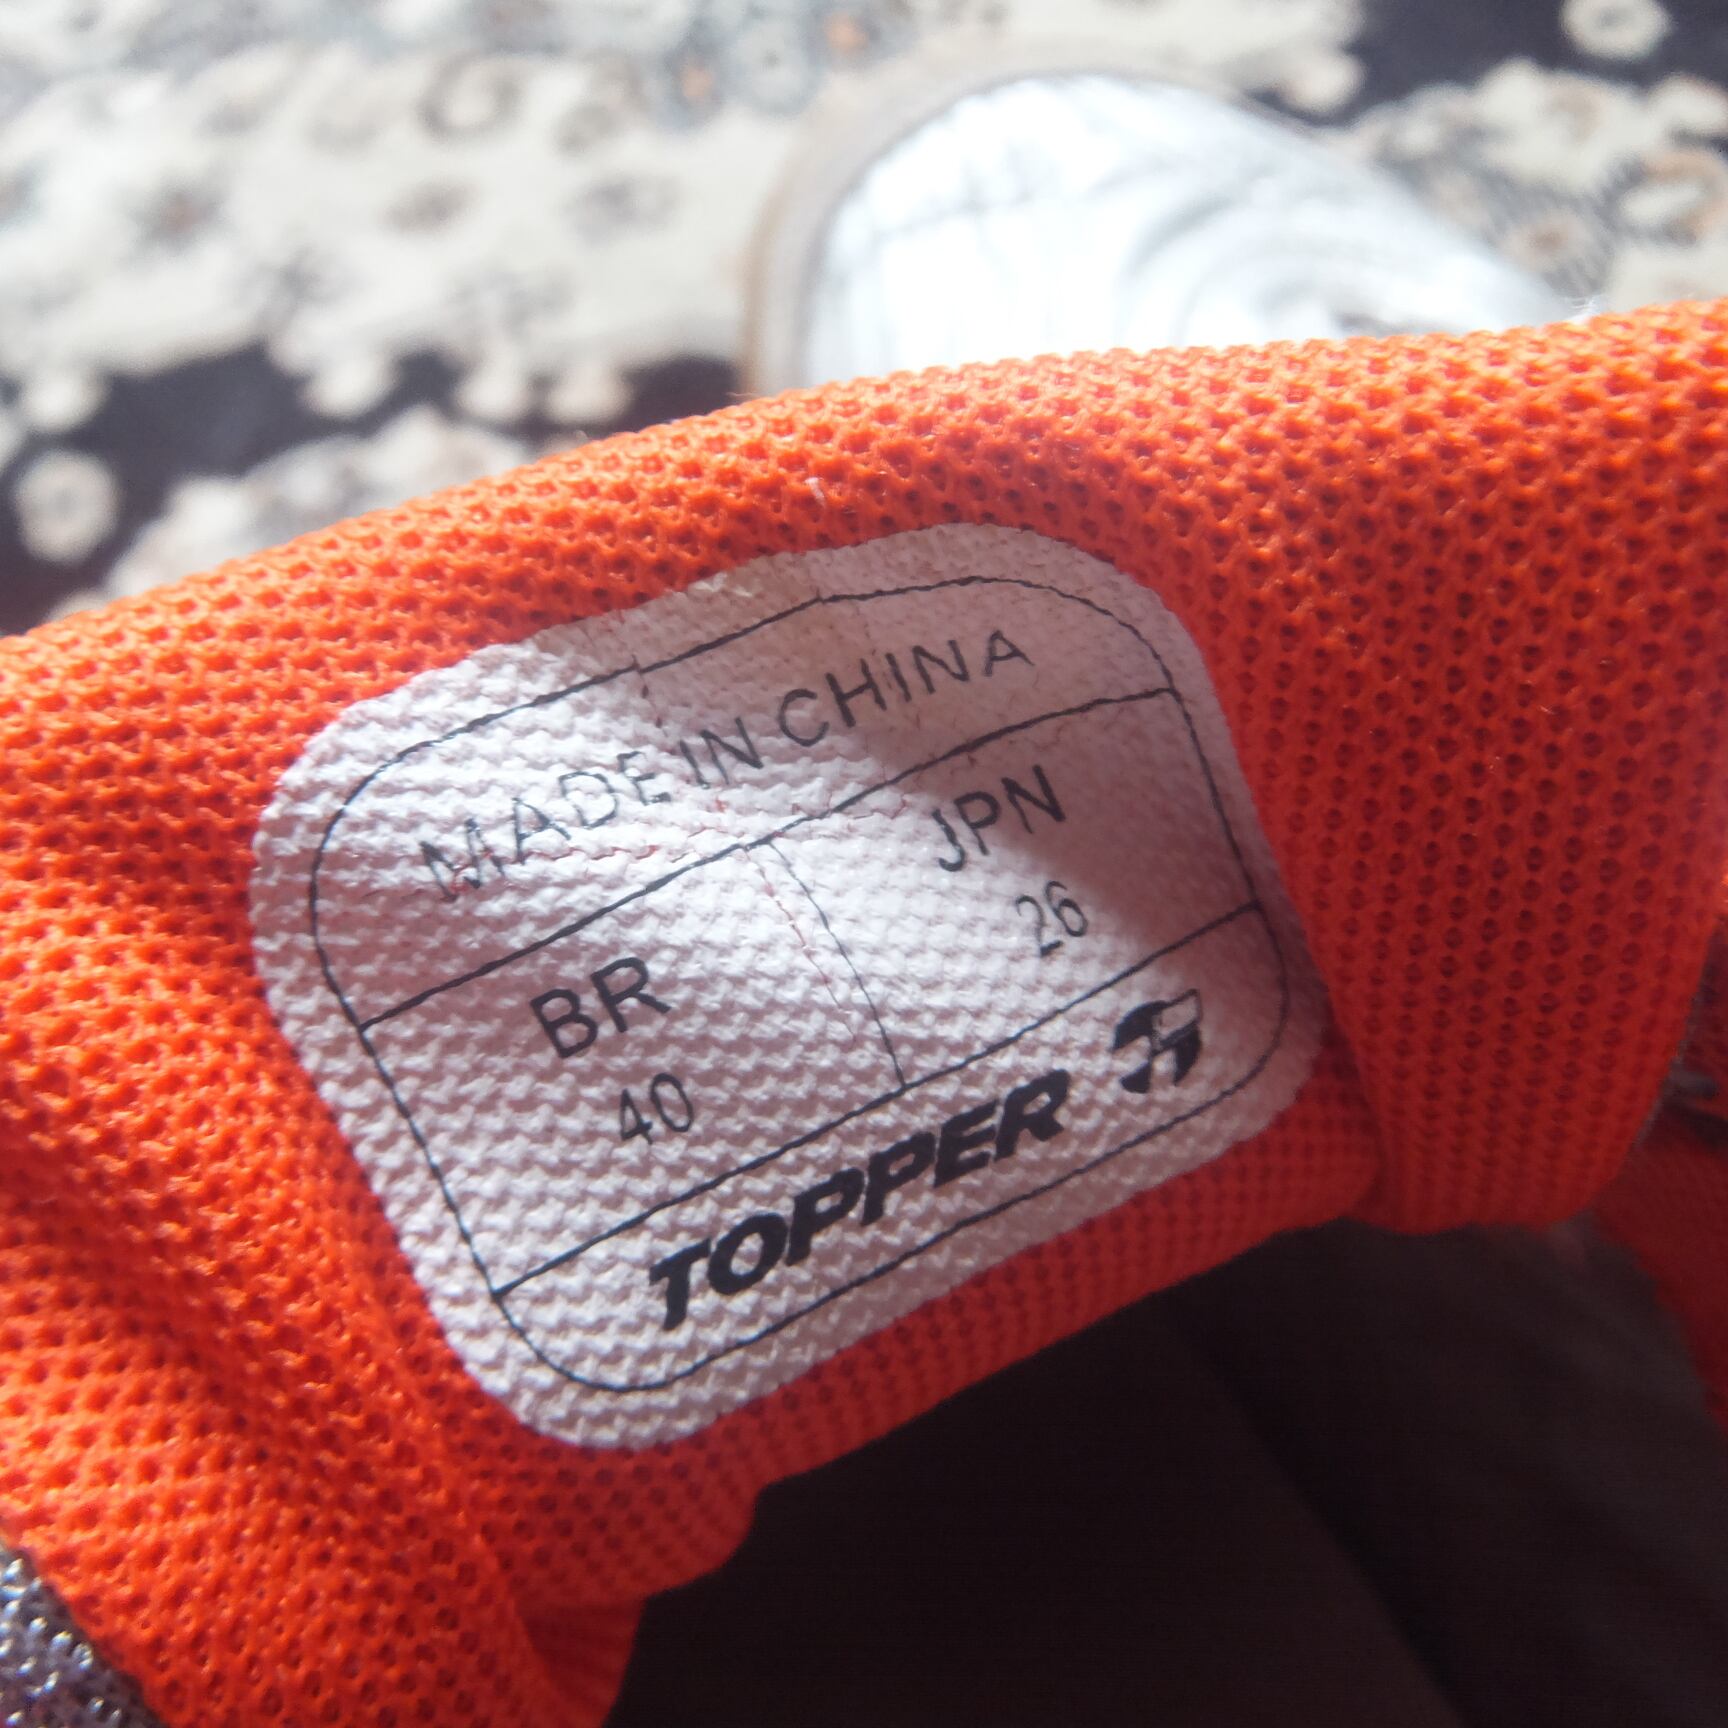 MADE IN CHINA
BR JPN
40 26
TOPPER